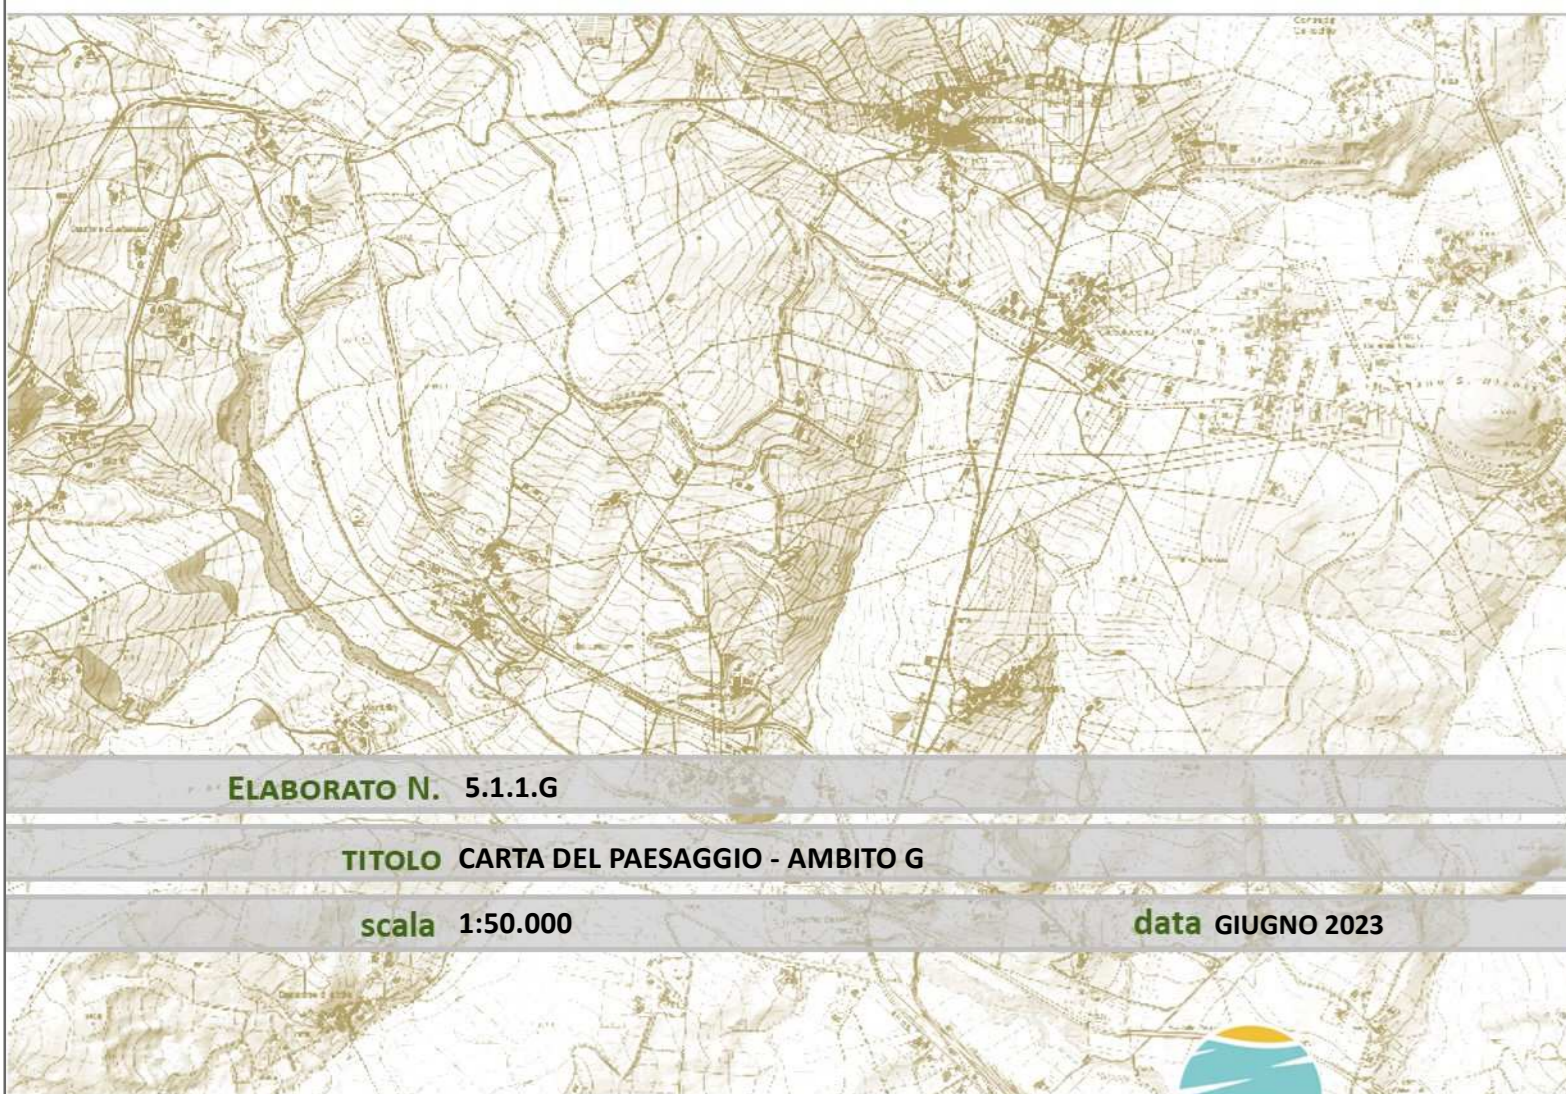 ELABORATO N. 5.1.1.G
TITOLO CARTA DEL PAESAGGIO - AMBITO G
scala 1:50.000 data GIUGNO 2023